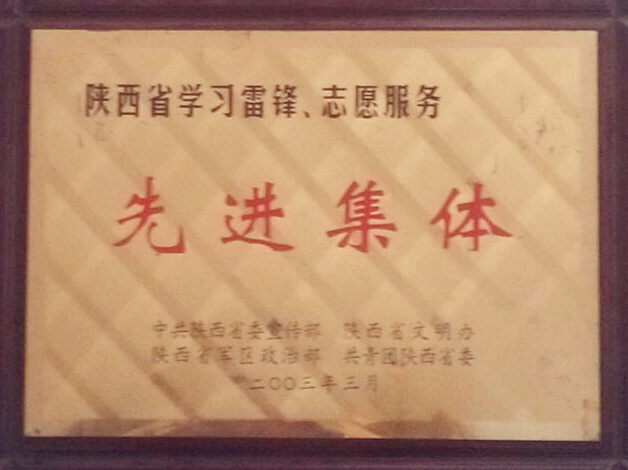 陕西省学习雷锋、志愿服务
先进集体
中共陕西省委宣传部 陕西省文明办
陕西省军区政治部 共青团陕西省委
二〇〇三年三月